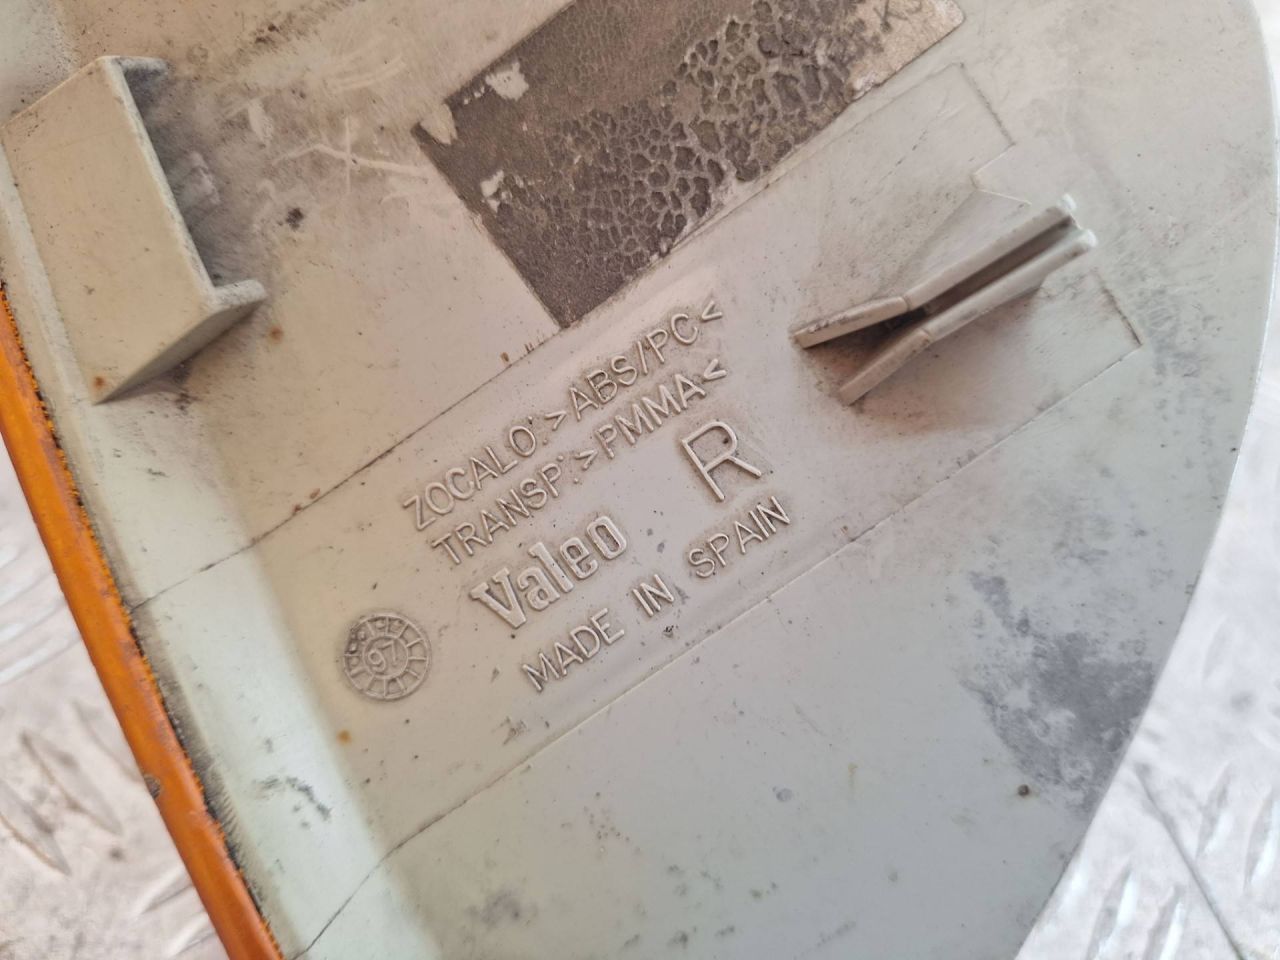 ZOCALO:>ABS/PC<
TRANSP:>PMMA<
Valeo R
MADE IN SPAIN
97